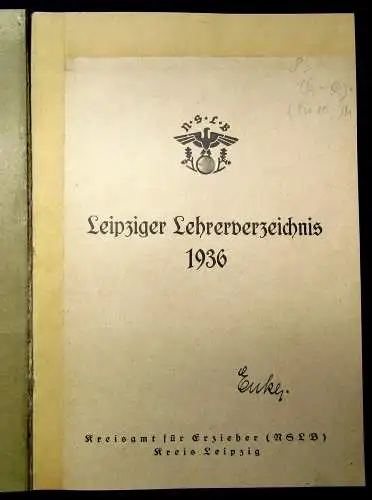 N·S·L·B
Leipziger Lehrerverzeichnis
1936
Kreisamt für Erzieher (NSLB)
Kreis Leipzig